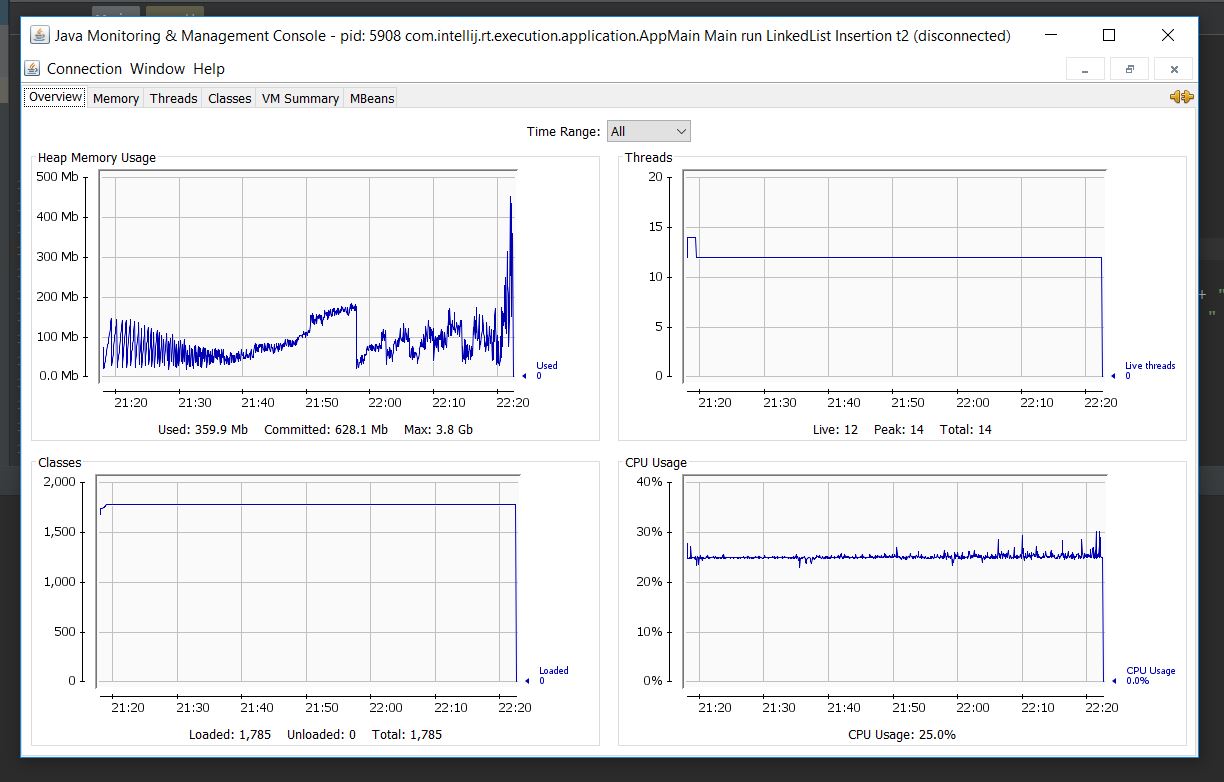 Java Monitoring & Management Console - pid: 5908 com.intellij.rt.execution.application.AppMain Main run LinkedList Insertion t2 (disconnected)
Connection Window Help
Overview Memory Threads Classes VM Summary MBeans
Time Range: All
Heap Memory Usage
500 Mb
400 Mb
300 Mb
200 Mb
100 Mb
0.0 Mb
Used
0
21:20 21:30 21:40 21:50 22:00 22:10 22:20
Used: 359.9 Mb Committed: 628.1 Mb Max: 3.8 Gb
Threads
20
15
10
5
0
Live threads
0
21:20 21:30 21:40 21:50 22:00 22:10 22:20
Live: 12 Peak: 14 Total: 14
Classes
2,000
1,500
1,000
500
0
Loaded
0
21:20 21:30 21:40 21:50 22:00 22:10 22:20
Loaded: 1,785 Unloaded: 0 Total: 1,785
CPU Usage
40%
30%
20%
10%
0%
CPU Usage
0.0%
21:20 21:30 21:40 21:50 22:00 22:10 22:20
CPU Usage: 25.0%
+ "
"